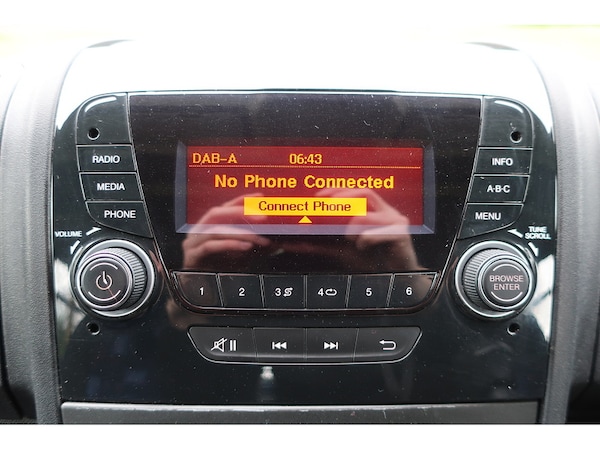 DAB-A 06:43
No Phone Connected
Connect Phone
RADIO
MEDIA
PHONE
INFO
A-B-C
MENU
VOLUME
TUNE
SCROLL
BROWSE
ENTER
1 2 3 4 5 6